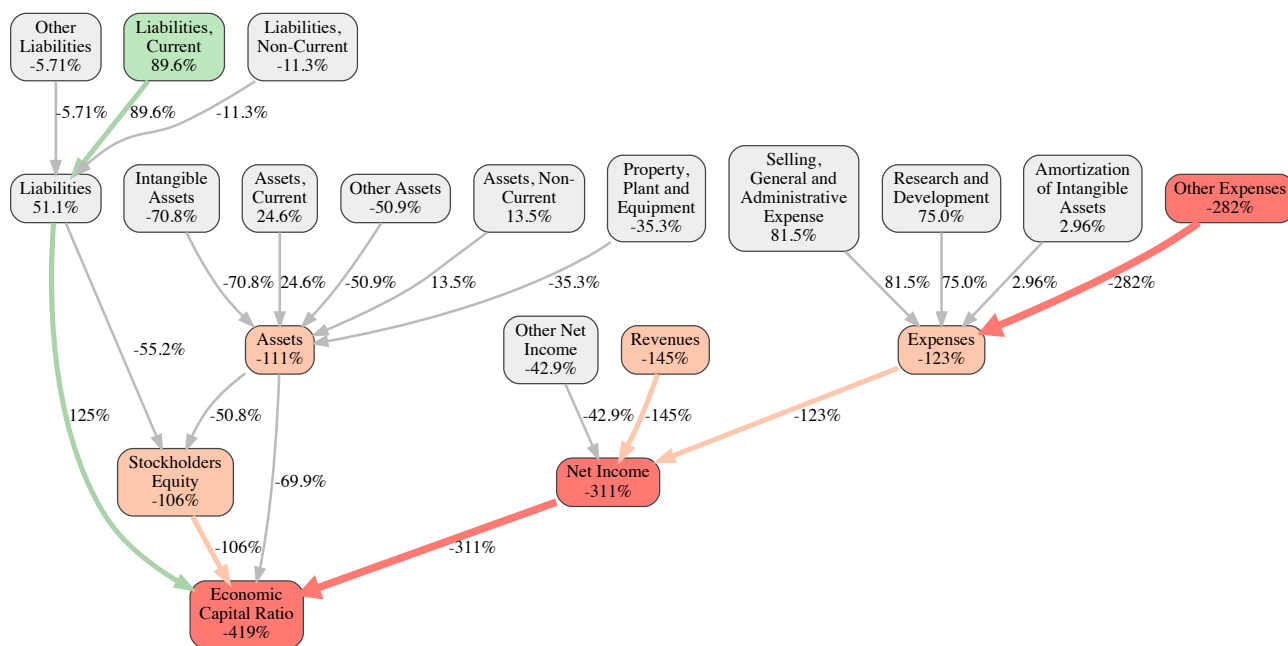 Other
Liabilities
-5.71%
Liabilities,
Current
89.6%
Liabilities,
Non-Current
-11.3%
-5.71%
89.6%
-11.3%
Liabilities
51.1%
Intangible
Assets
-70.8%
Assets,
Current
24.6%
Other Assets
-50.9%
Assets, Non-
Current
13.5%
Property,
Plant and
Equipment
-35.3%
Selling,
General and
Administrative
Expense
81.5%
Research and
Development
75.0%
Amortization
of Intangible
Assets
2.96%
Other Expenses
-282%
-70.8%
24.6%
-50.9%
13.5%
-35.3%
81.5%
75.0%
2.96%
-282%
-55.2%
Assets
-111%
Other Net
Income
-42.9%
Revenues
-145%
Expenses
-123%
125%
-50.8%
-42.9%
-145%
-123%
Stockholders
Equity
-106%
-69.9%
Net Income
-311%
-106%
-311%
Economic
Capital Ratio
-419%